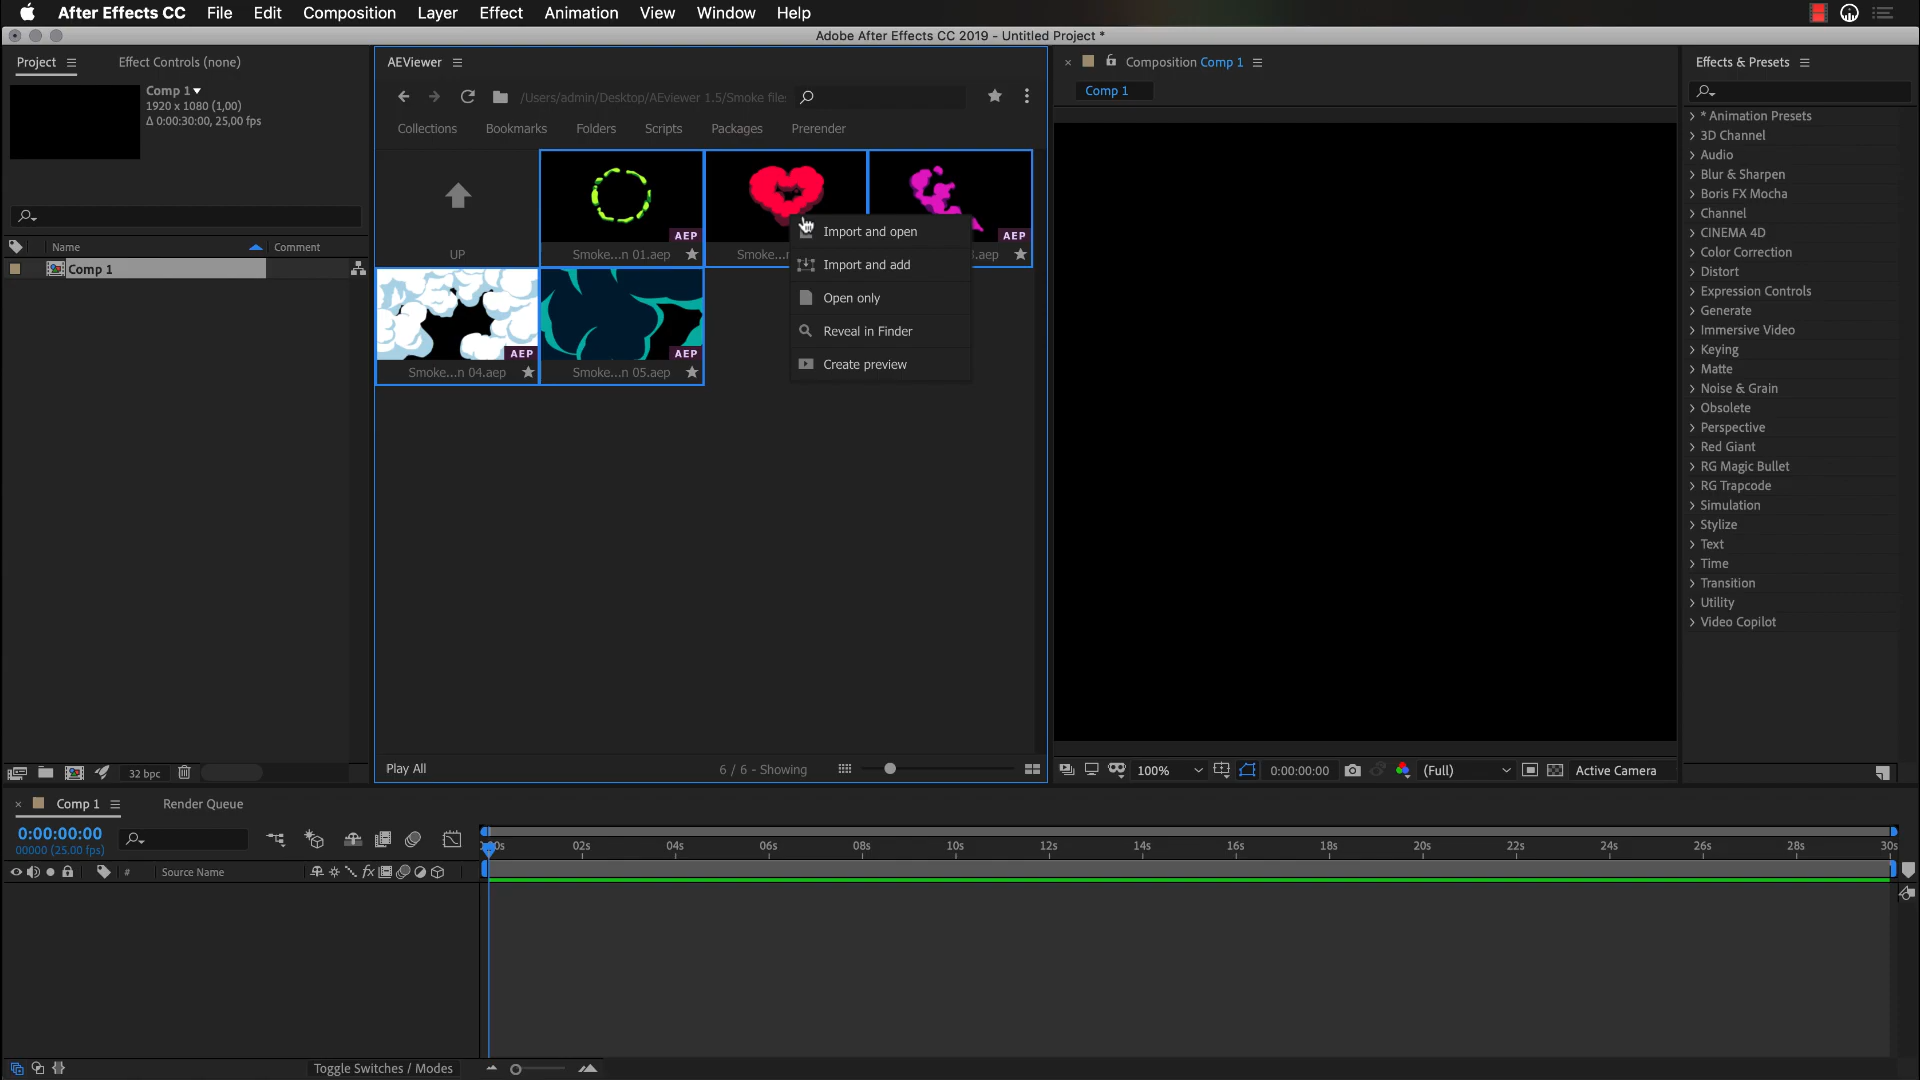 After Effects CC File Edit Composition Layer Effect Animation View Window Help
Adobe After Effects CC 2019 - Untitled Project *
Project
Effect Controls (none)
Comp 1
1920 x 1080 (1,00)
Δ 0:00:30:00, 25,00 fps
Name
Comment
Comp 1
32 bpc
AEViewer
/Users/admin/Desktop/AEviewer 1.5/Smoke file
Collections Bookmarks Folders Scripts Packages Prerender
UP
AEP
Smoke...n 01.aep
Smoke...
AEP
.aep
AEP
Smoke...n 04.aep
AEP
Smoke...n 05.aep
Import and open
Import and add
Open only
Reveal in Finder
Create preview
Play All
6 / 6 - Showing
Composition Comp 1
Comp 1
100%
0:00:00:00
(Full)
Active Camera
Effects & Presets
* Animation Presets
3D Channel
Audio
Blur & Sharpen
Boris FX Mocha
Channel
CINEMA 4D
Color Correction
Distort
Expression Controls
Generate
Immersive Video
Keying
Matte
Noise & Grain
Obsolete
Perspective
Red Giant
RG Magic Bullet
RG Trapcode
Simulation
Stylize
Text
Time
Transition
Utility
Video Copilot
Comp 1
Render Queue
0:00:00:00
00000 (25.00 fps)
# Source Name
fx
02s 04s 06s 08s 10s 12s 14s 16s 18s 20s 22s 24s 26s 28s 30s
Toggle Switches / Modes